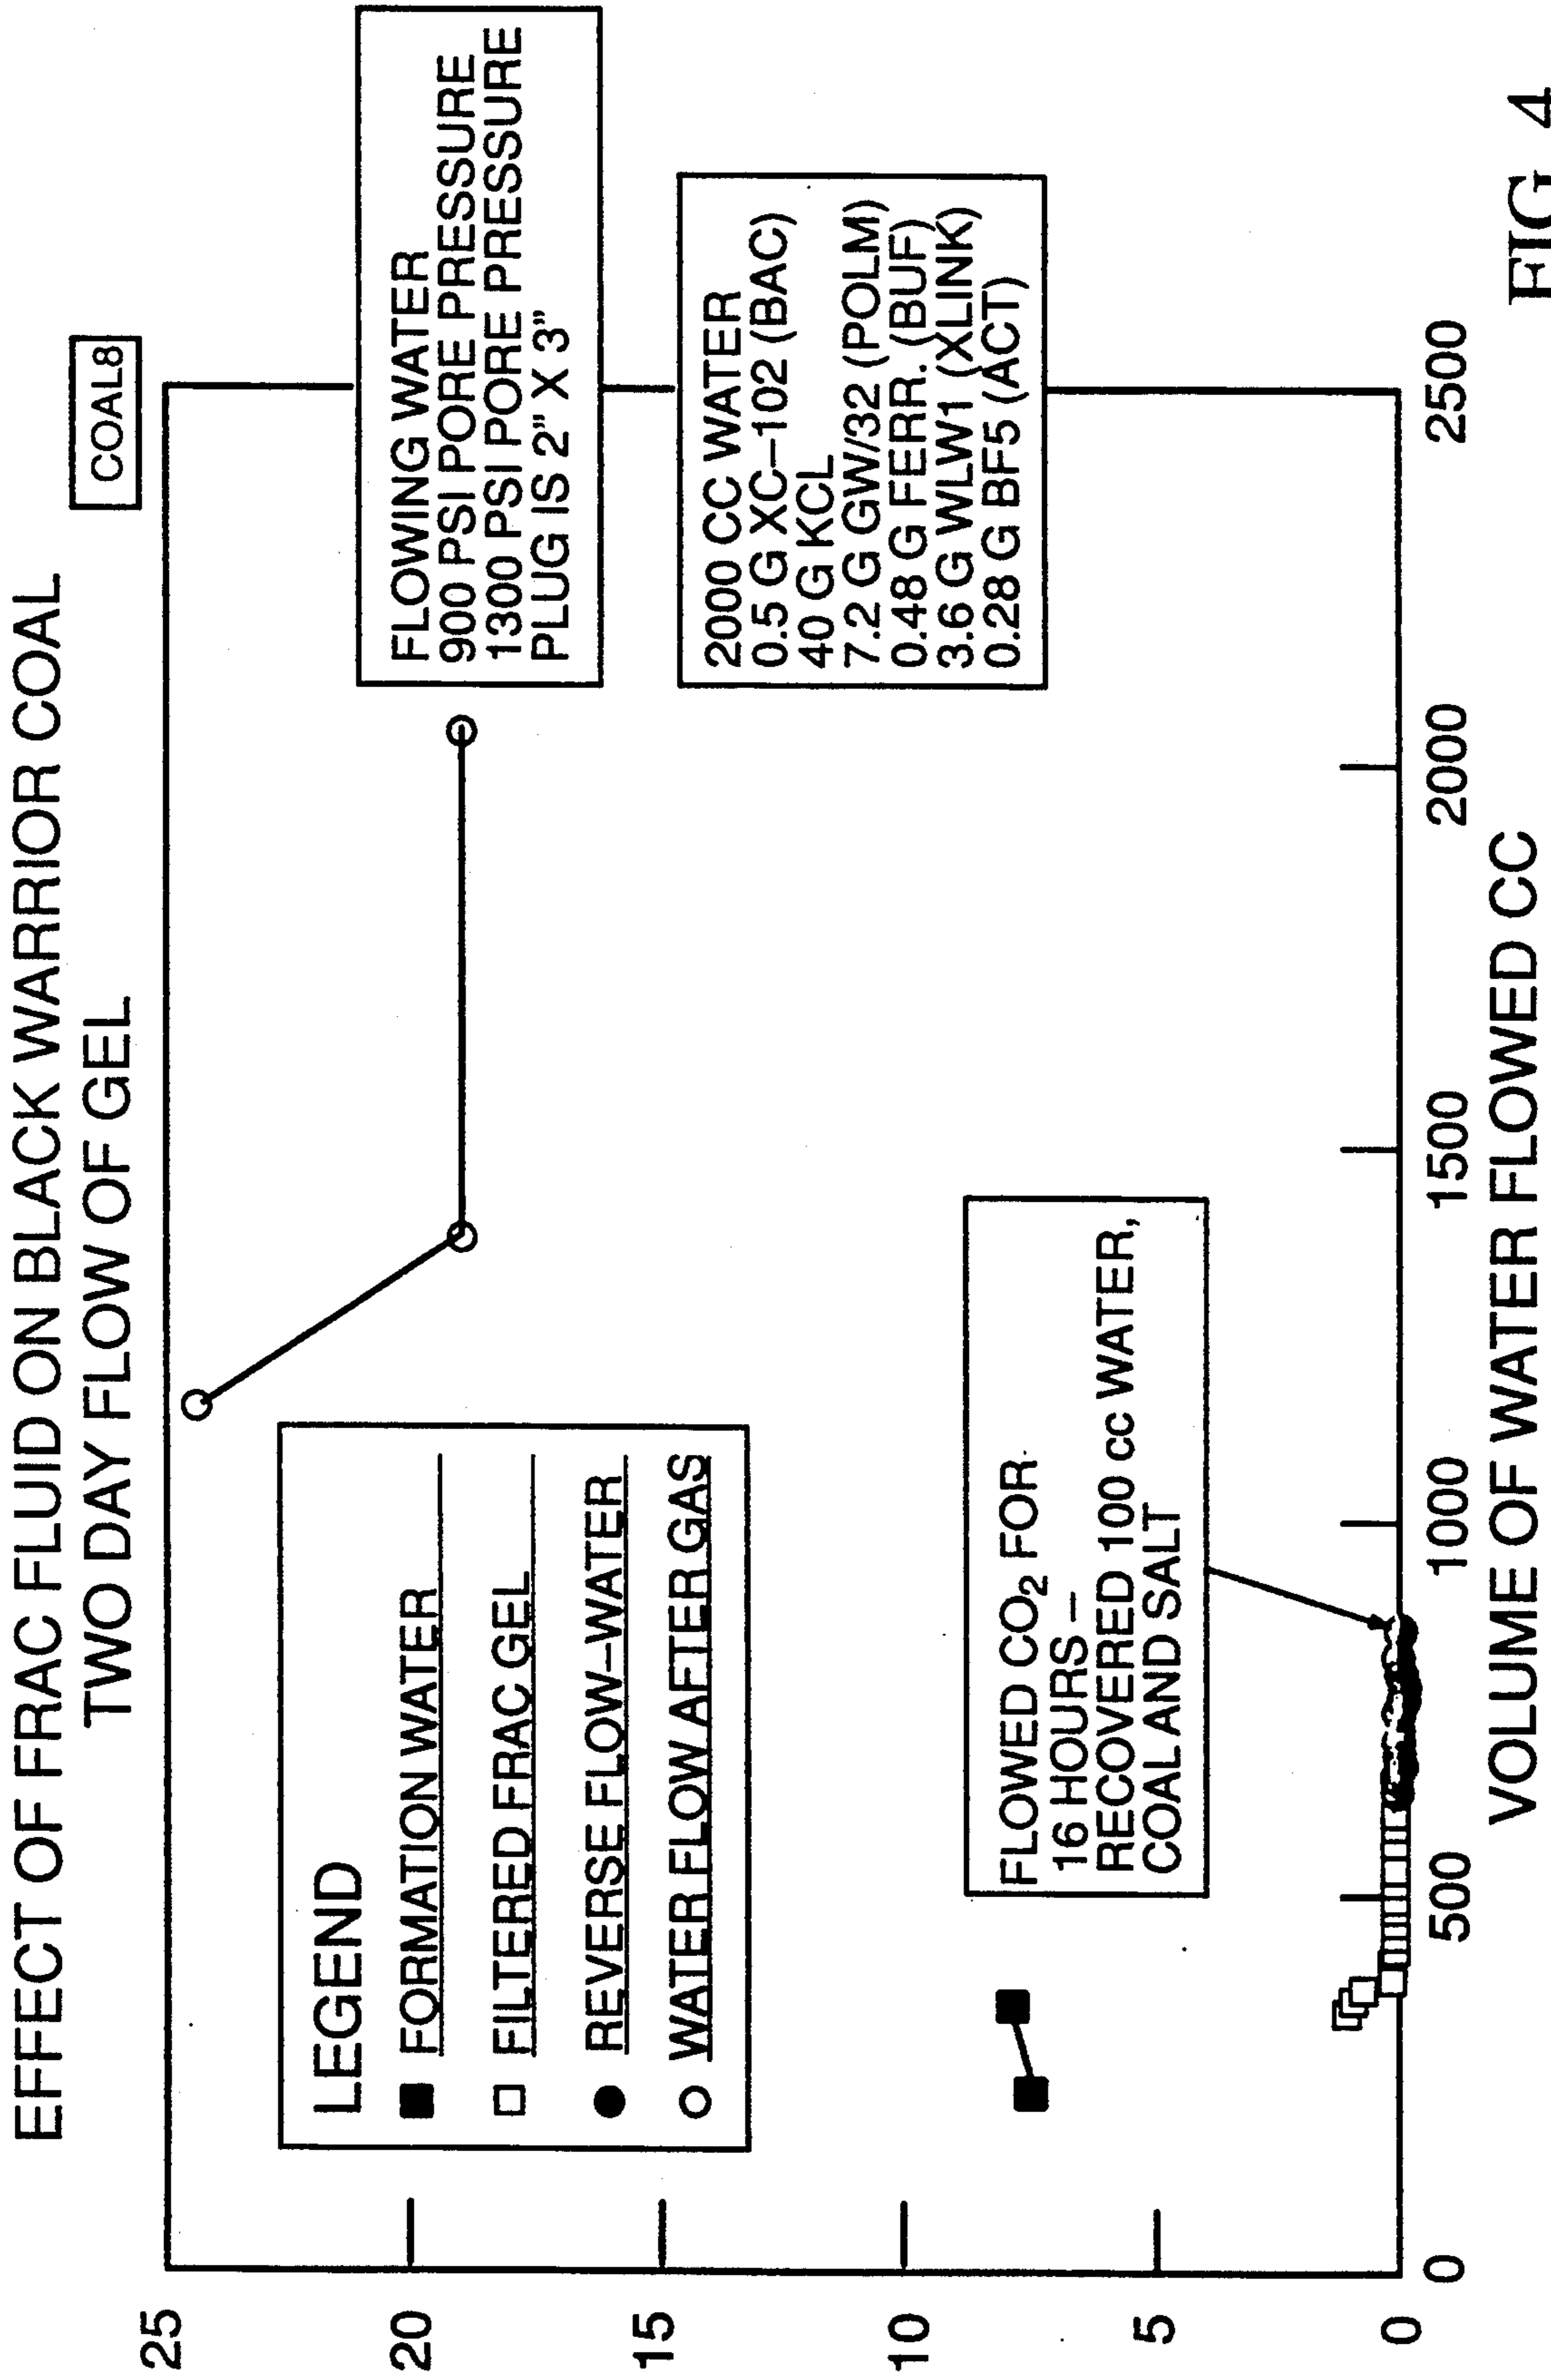 EFFECT OF FRAC FLUID ON BLACK WARRIOR COAL
TWO DAY FLOW OF GEL
COAL8
25
20
15
10
5
0
LEGEND
FORMATION WATER
FILTERED FRAC GEL
REVERSE FLOW–WATER
WATER FLOW AFTER GAS
FLOWING WATER
900 PSI PORE PRESSURE
1300 PSI PORE PRESSURE
PLUG IS 2" X 3"
2000 CC WATER
0.5 G XC–102 (BAC)
40 G KCL
7.2 G GW/32 (POLM)
0.48 G FERR. (BUF)
3.6 G WLW1 (XLINK)
0.28 G BF5 (ACT)
FLOWED CO₂ FOR
16 HOURS –
RECOVERED 100 cc WATER,
COAL AND SALT
0
500
1000
1500
2000
2500
VOLUME OF WATER FLOWED CC
FIG. 4